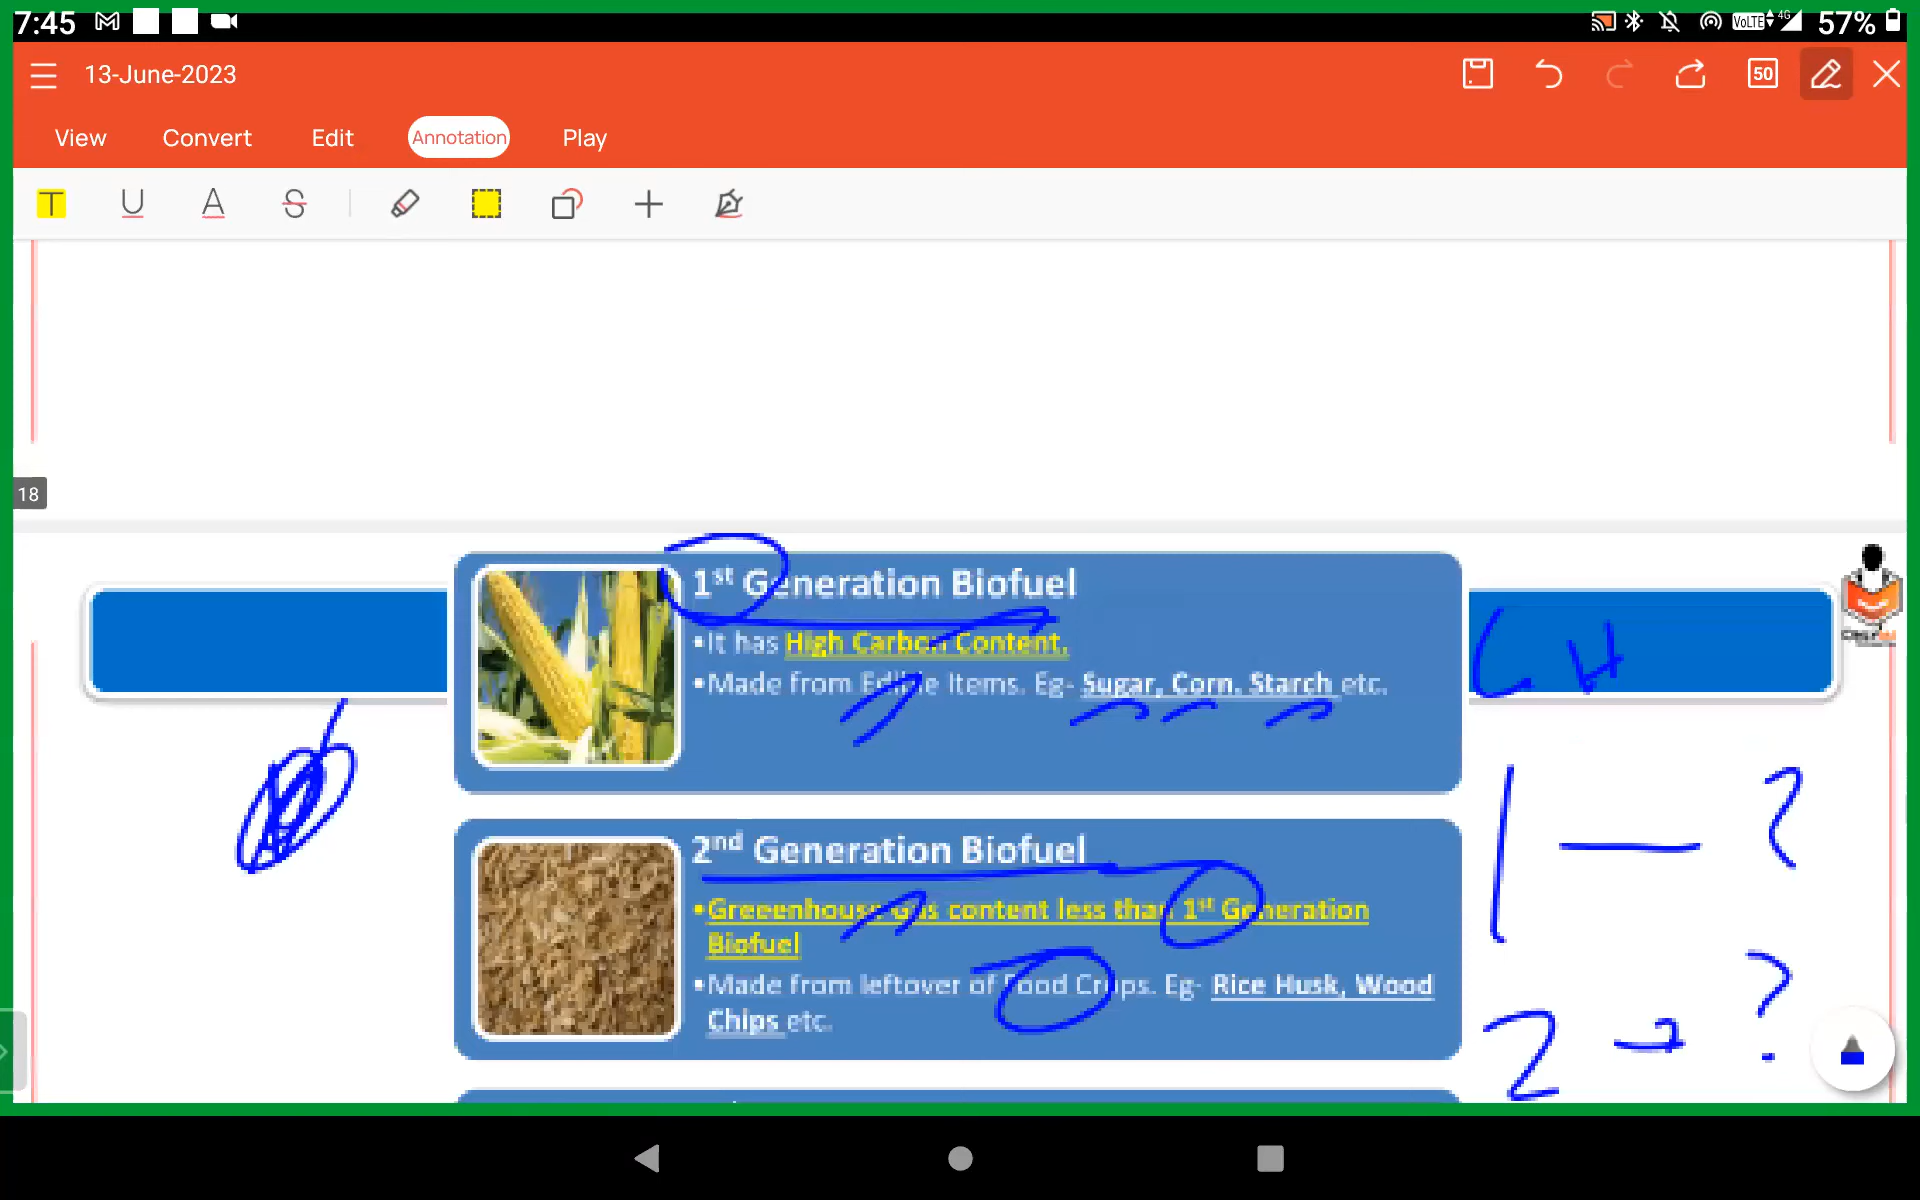 7:45 VoLTE 4G 57%
13-June-2023 50
View Convert Edit Annotation Play
T U A S
18
1st Generation Biofuel
•It has High Carbon Content.
•Made from Edible Items. Eg- Sugar, Corn. Starch etc.
1 — ?
2nd Generation Biofuel
•Greeenhouse Gas content less than 1st Generation
Biofuel
•Made from leftover of Food Crops. Eg- Rice Husk, Wood
Chips etc.
2 → ?